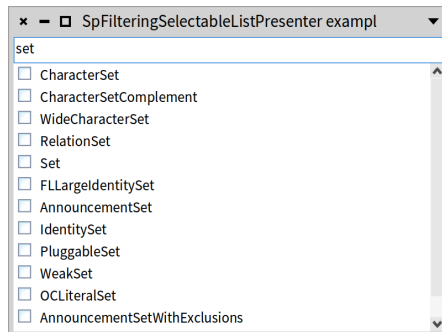 SpFilteringSelectableListPresenter exampl
set
CharacterSet
CharacterSetComplement
WideCharacterSet
RelationSet
Set
FLLargeIdentitySet
AnnouncementSet
IdentitySet
PluggableSet
WeakSet
OCLiteralSet
AnnouncementSetWithExclusions